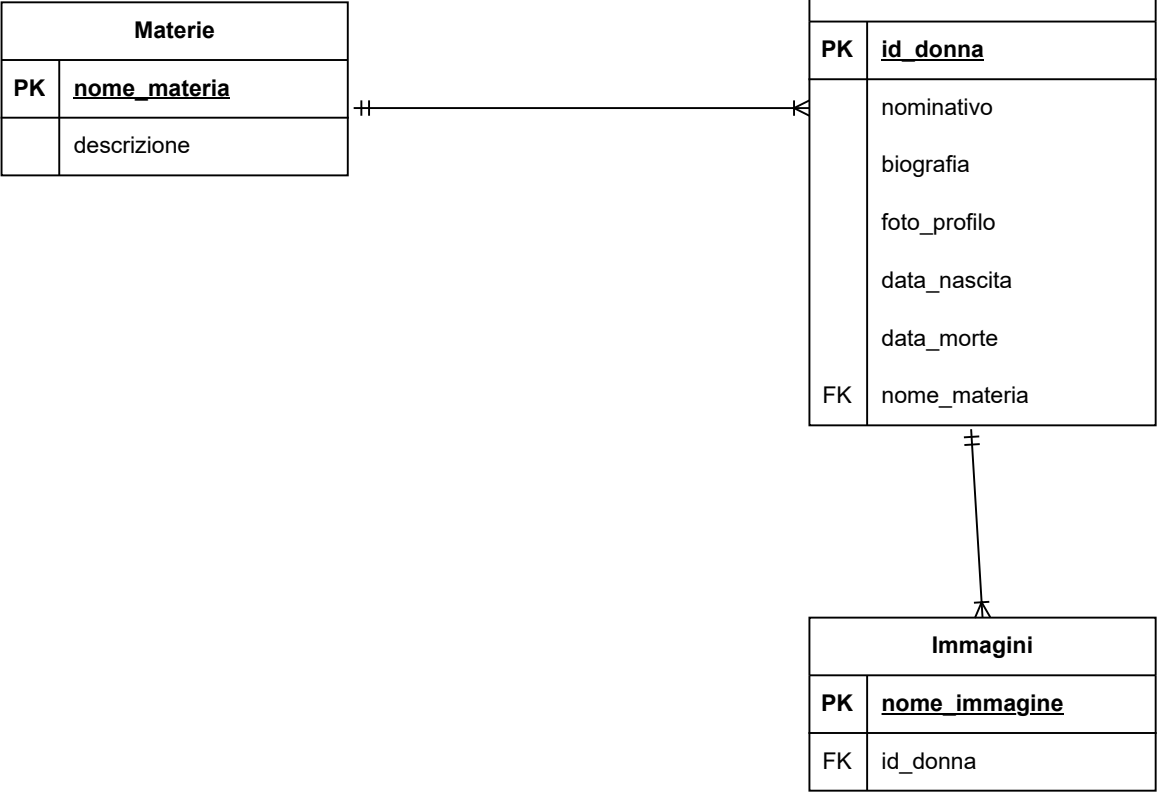 Materie
PK nome_materia
descrizione
PK id_donna
nominativo
biografia
foto_profilo
data_nascita
data_morte
FK nome_materia
Immagini
PK nome_immagine
FK id_donna